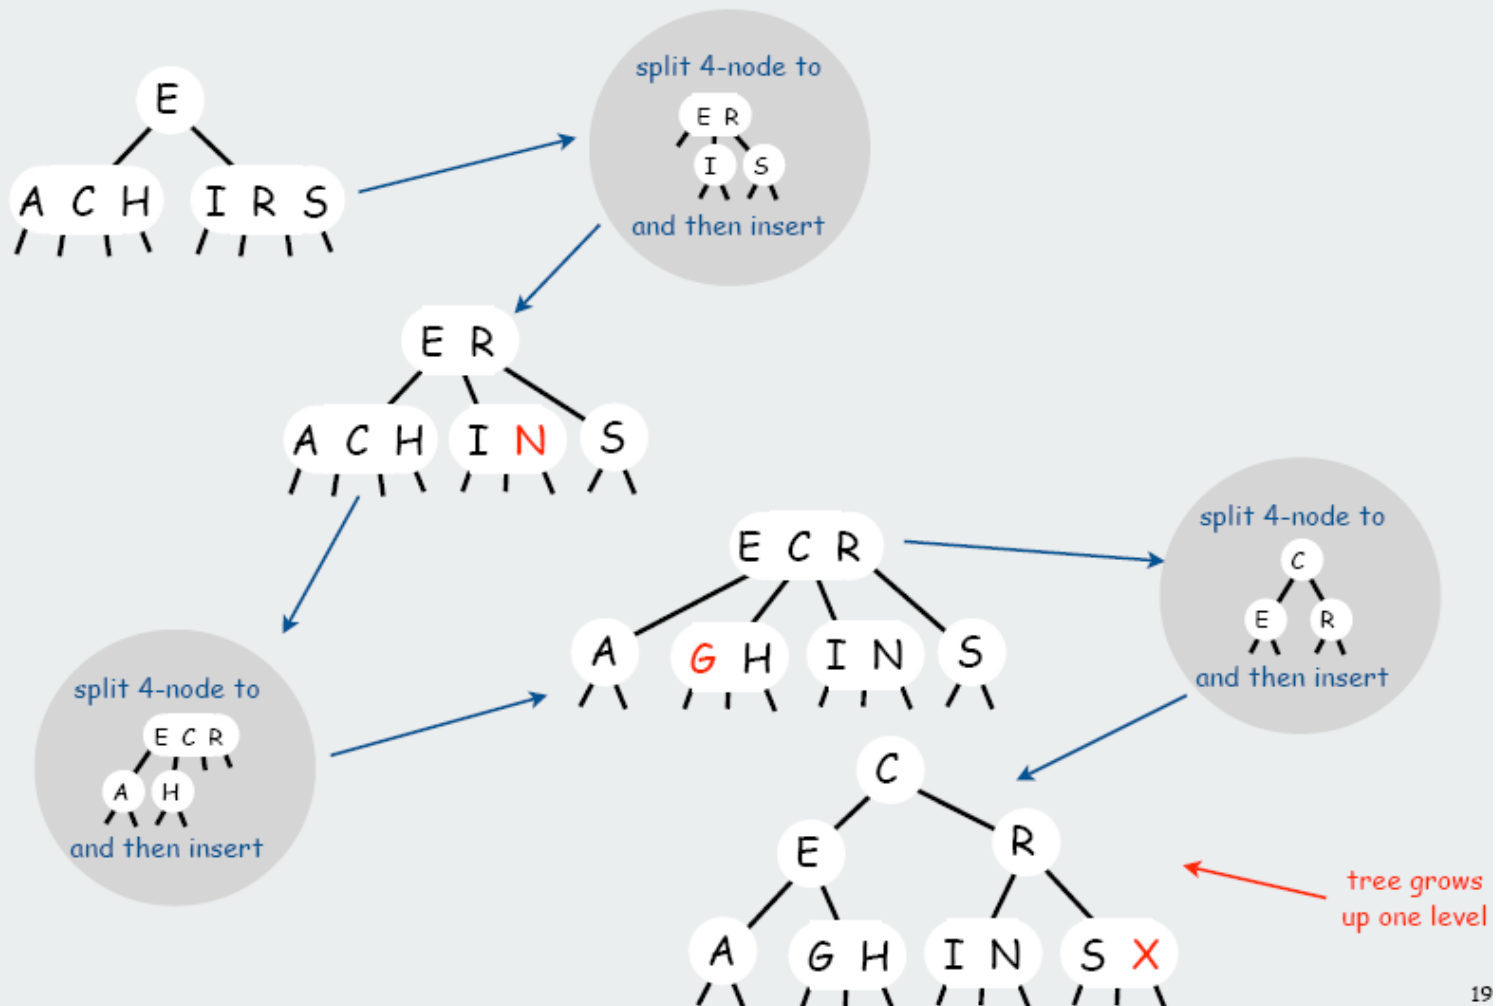 E
A C H I R S
split 4-node to
E R
I S
and then insert
E R
A C H I N S
split 4-node to
E C R
A H
and then insert
E C R
A G H I N S
split 4-node to
C
E R
and then insert
C
E R
A G H I N S X
tree grows
up one level
19